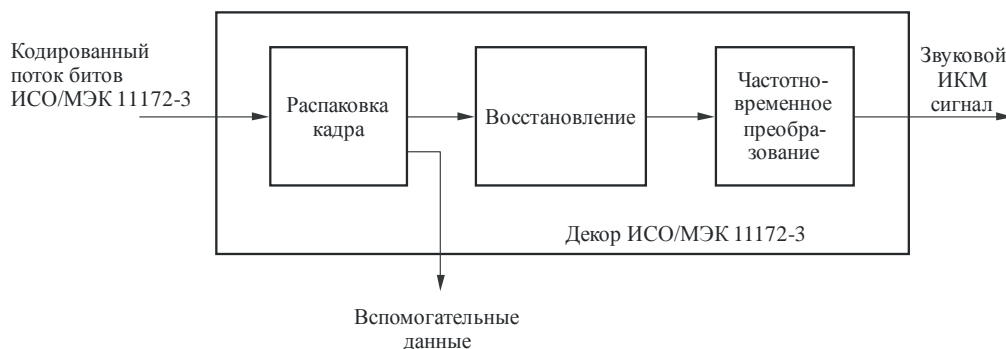 Кодированный
поток битов
ИСО/МЭК 11172-3
Распаковка
кадра
Восстановление
Частотно-
временное
преобра-
зование
Звуковой
ИКМ
сигнал
Декор ИСО/МЭК 11172-3
Вспомогательные
данные